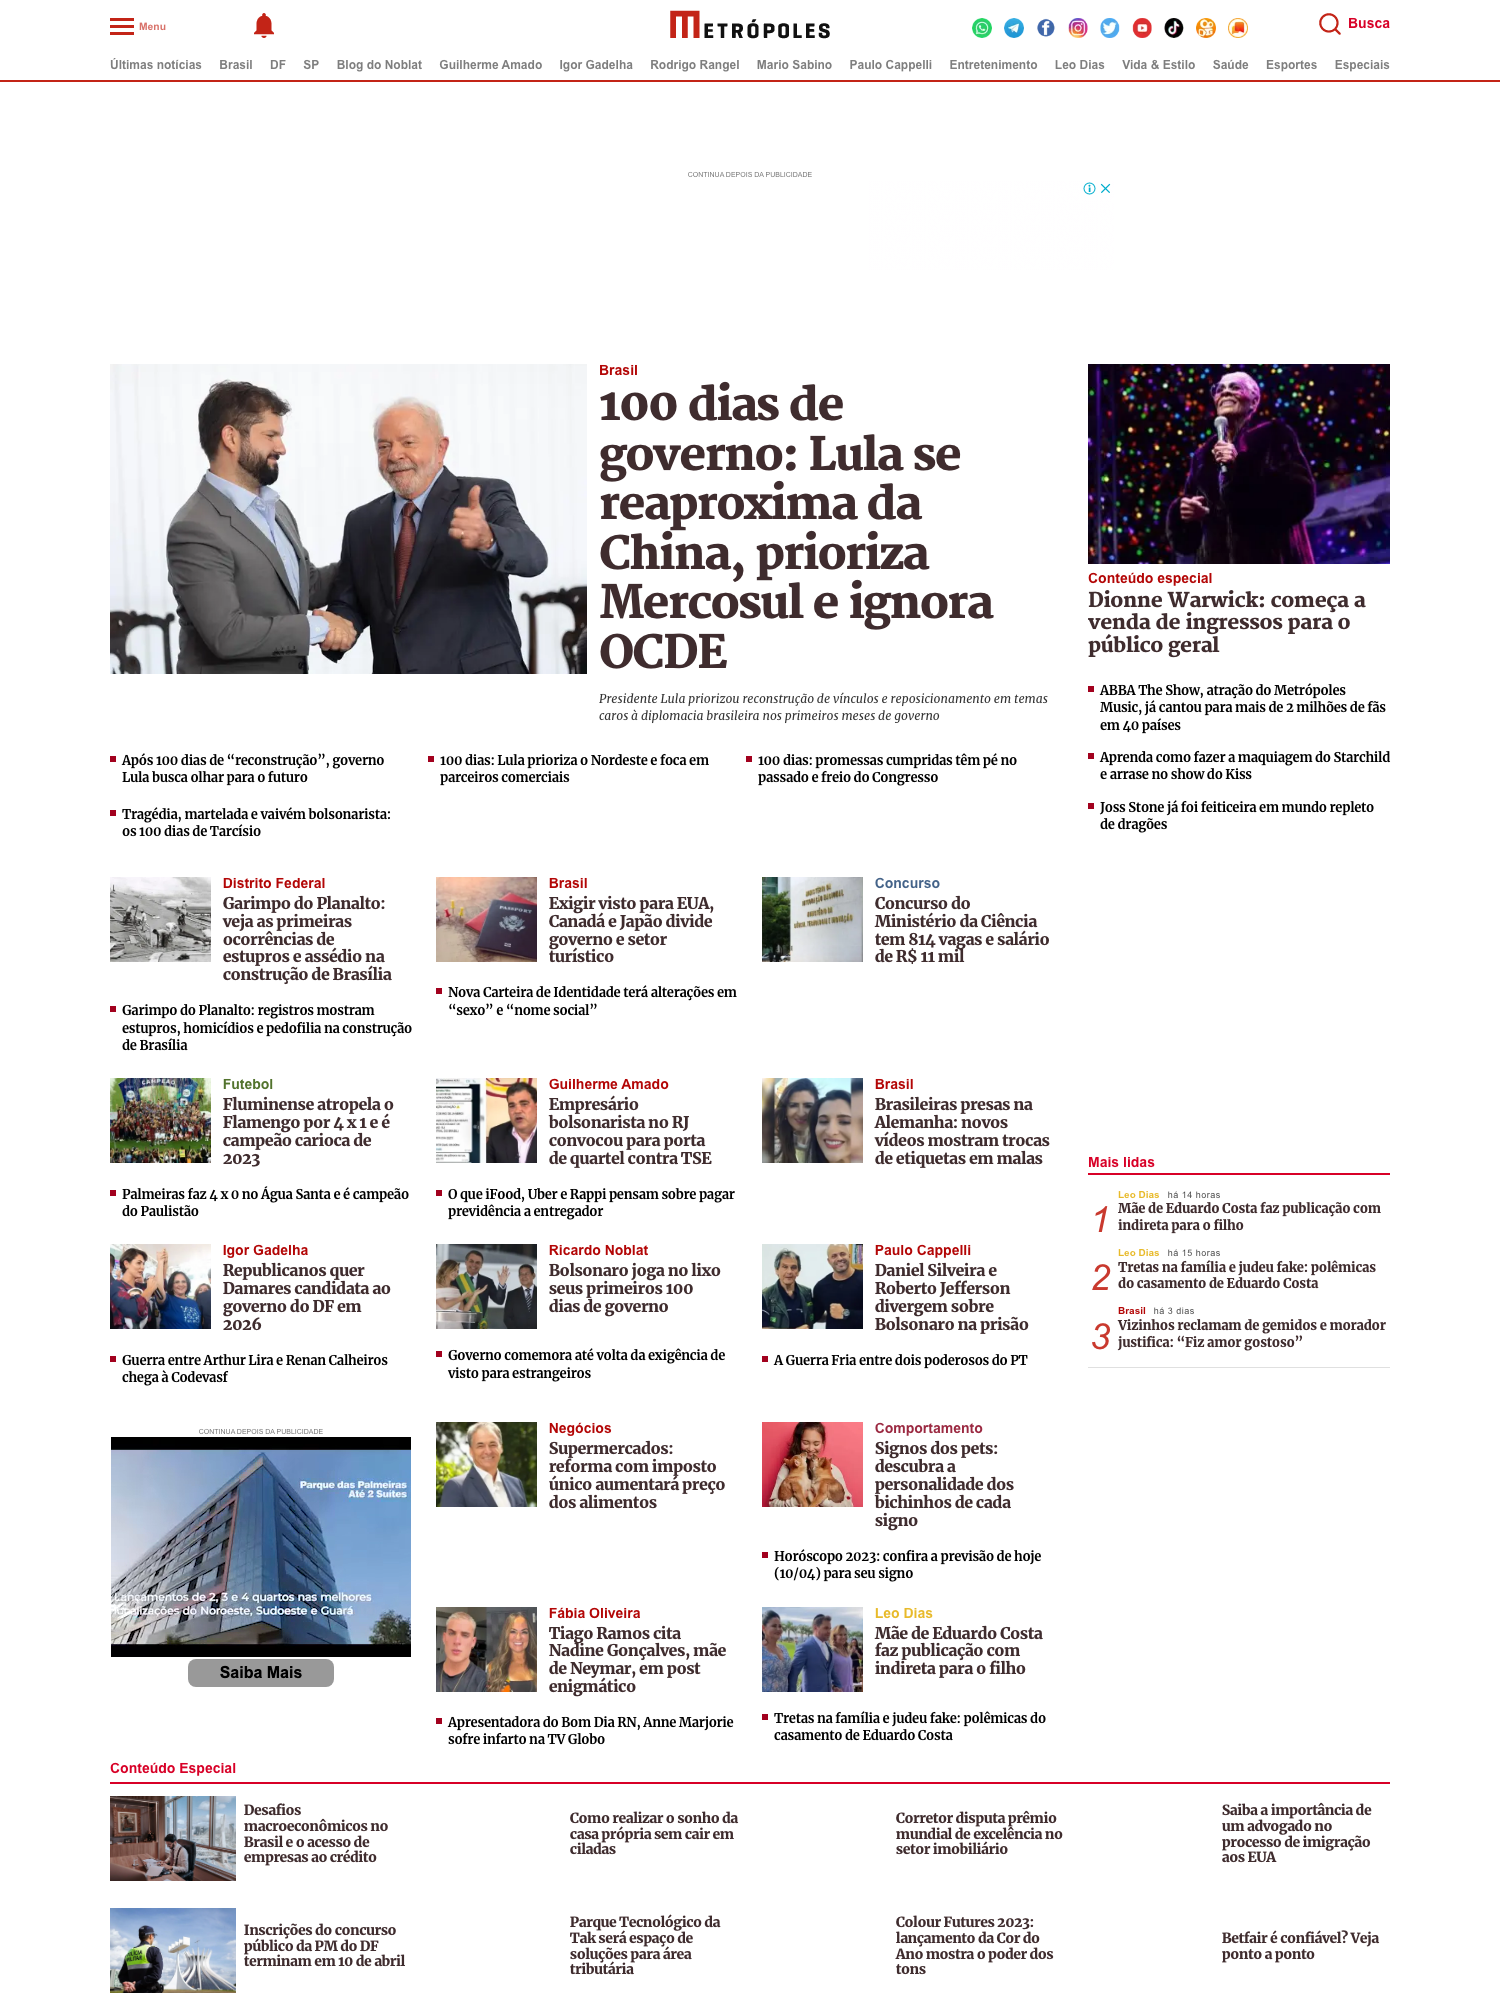 Menu
METRÓPOLES
Busca
Últimas notícias Brasil DF SP Blog do Noblat Guilherme Amado Igor Gadelha Rodrigo Rangel Mario Sabino Paulo Cappelli Entretenimento Leo Dias Vida & Estilo Saúde Esportes Especiais
CONTINUA DEPOIS DA PUBLICIDADE
Brasil
100 dias de
governo: Lula se
reaproxima da
China, prioriza
Mercosul e ignora
OCDE
Presidente Lula priorizou reconstrução de vínculos e reposicionamento em temas
caros à diplomacia brasileira nos primeiros meses de governo
Após 100 dias de “reconstrução”, governo
Lula busca olhar para o futuro
100 dias: Lula prioriza o Nordeste e foca em
parceiros comerciais
100 dias: promessas cumpridas têm pé no
passado e freio do Congresso
Tragédia, martelada e vaivém bolsonarista:
os 100 dias de Tarcísio
Conteúdo especial
Dionne Warwick: começa a
venda de ingressos para o
público geral
ABBA The Show, atração do Metrópoles
Music, já cantou para mais de 2 milhões de fãs
em 40 países
Aprenda como fazer a maquiagem do Starchild
e arrase no show do Kiss
Joss Stone já foi feiticeira em mundo repleto
de dragões
Distrito Federal
Garimpo do Planalto:
veja as primeiras
ocorrências de
estupros e assédio na
construção de Brasília
Garimpo do Planalto: registros mostram
estupros, homicídios e pedofilia na construção
de Brasília
PASSPORT
Brasil
Exigir visto para EUA,
Canadá e Japão divide
governo e setor
turístico
Nova Carteira de Identidade terá alterações em
“sexo” e “nome social”
Concurso
Concurso do
Ministério da Ciência
tem 814 vagas e salário
de R$ 11 mil
Futebol
Fluminense atropela o
Flamengo por 4 x 1 e é
campeão carioca de
2023
Palmeiras faz 4 x 0 no Água Santa e é campeão
do Paulistão
Guilherme Amado
Empresário
bolsonarista no RJ
convocou para porta
de quartel contra TSE
O que iFood, Uber e Rappi pensam sobre pagar
previdência a entregador
Brasil
Brasileiras presas na
Alemanha: novos
vídeos mostram trocas
de etiquetas em malas
Mais lidas
1
Leo Dias há 14 horas
Mãe de Eduardo Costa faz publicação com
indireta para o filho
2
Leo Dias há 15 horas
Tretas na família e judeu fake: polêmicas
do casamento de Eduardo Costa
3
Brasil há 3 dias
Vizinhos reclamam de gemidos e morador
justifica: “Fiz amor gostoso”
Igor Gadelha
Republicanos quer
Damares candidata ao
governo do DF em
2026
Guerra entre Arthur Lira e Renan Calheiros
chega à Codevasf
Ricardo Noblat
Bolsonaro joga no lixo
seus primeiros 100
dias de governo
Governo comemora até volta da exigência de
visto para estrangeiros
Paulo Cappelli
Daniel Silveira e
Roberto Jefferson
divergem sobre
Bolsonaro na prisão
A Guerra Fria entre dois poderosos do PT
CONTINUA DEPOIS DA PUBLICIDADE
Parque das Palmeiras
Até 2 Suítes
Lançamentos de 2, 3 e 4 quartos nas melhores
localizações do Noroeste, Sudoeste e Guará
Saiba Mais
Negócios
Supermercados:
reforma com imposto
único aumentará preço
dos alimentos
Comportamento
Signos dos pets:
descubra a
personalidade dos
bichinhos de cada
signo
Horóscopo 2023: confira a previsão de hoje
(10/04) para seu signo
Fábia Oliveira
Tiago Ramos cita
Nadine Gonçalves, mãe
de Neymar, em post
enigmático
Apresentadora do Bom Dia RN, Anne Marjorie
sofre infarto na TV Globo
Leo Dias
Mãe de Eduardo Costa
faz publicação com
indireta para o filho
Tretas na família e judeu fake: polêmicas do
casamento de Eduardo Costa
Conteúdo Especial
Desafios
macroeconômicos no
Brasil e o acesso de
empresas ao crédito
Como realizar o sonho da
casa própria sem cair em
ciladas
Corretor disputa prêmio
mundial de excelência no
setor imobiliário
Saiba a importância de
um advogado no
processo de imigração
aos EUA
Inscrições do concurso
público da PM do DF
terminam em 10 de abril
Parque Tecnológico da
Tak será espaço de
soluções para área
tributária
Colour Futures 2023:
lançamento da Cor do
Ano mostra o poder dos
tons
Betfair é confiável? Veja
ponto a ponto